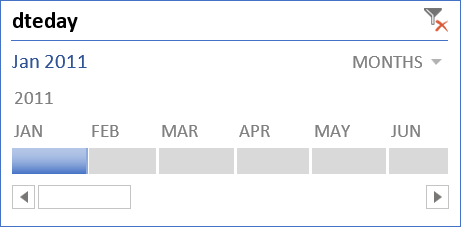 dteday
Jan 2011 MONTHS
2011
JAN FEB MAR APR MAY JUN